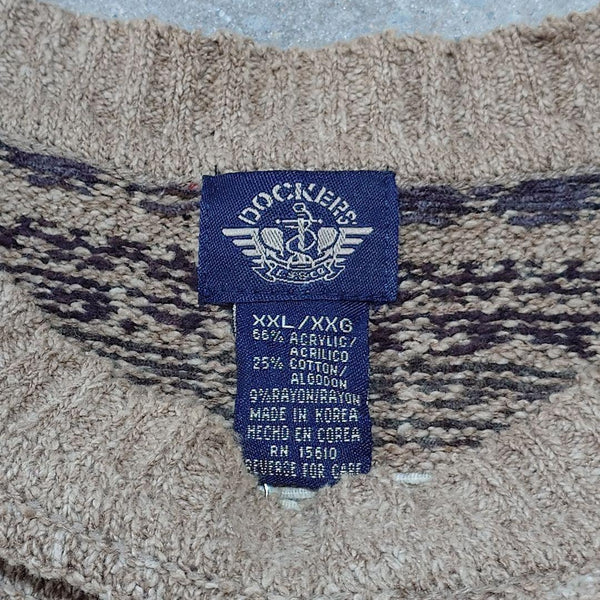 DOCKERS
L.S.&CO
XXL/XXG
66% ACRYLIC/
ACRILICO
25% COTTON/
ALGODON
9% RAYON/RAYON
MADE IN KOREA
HECHO EN COREA
RN 15610
REVERSE FOR CARE